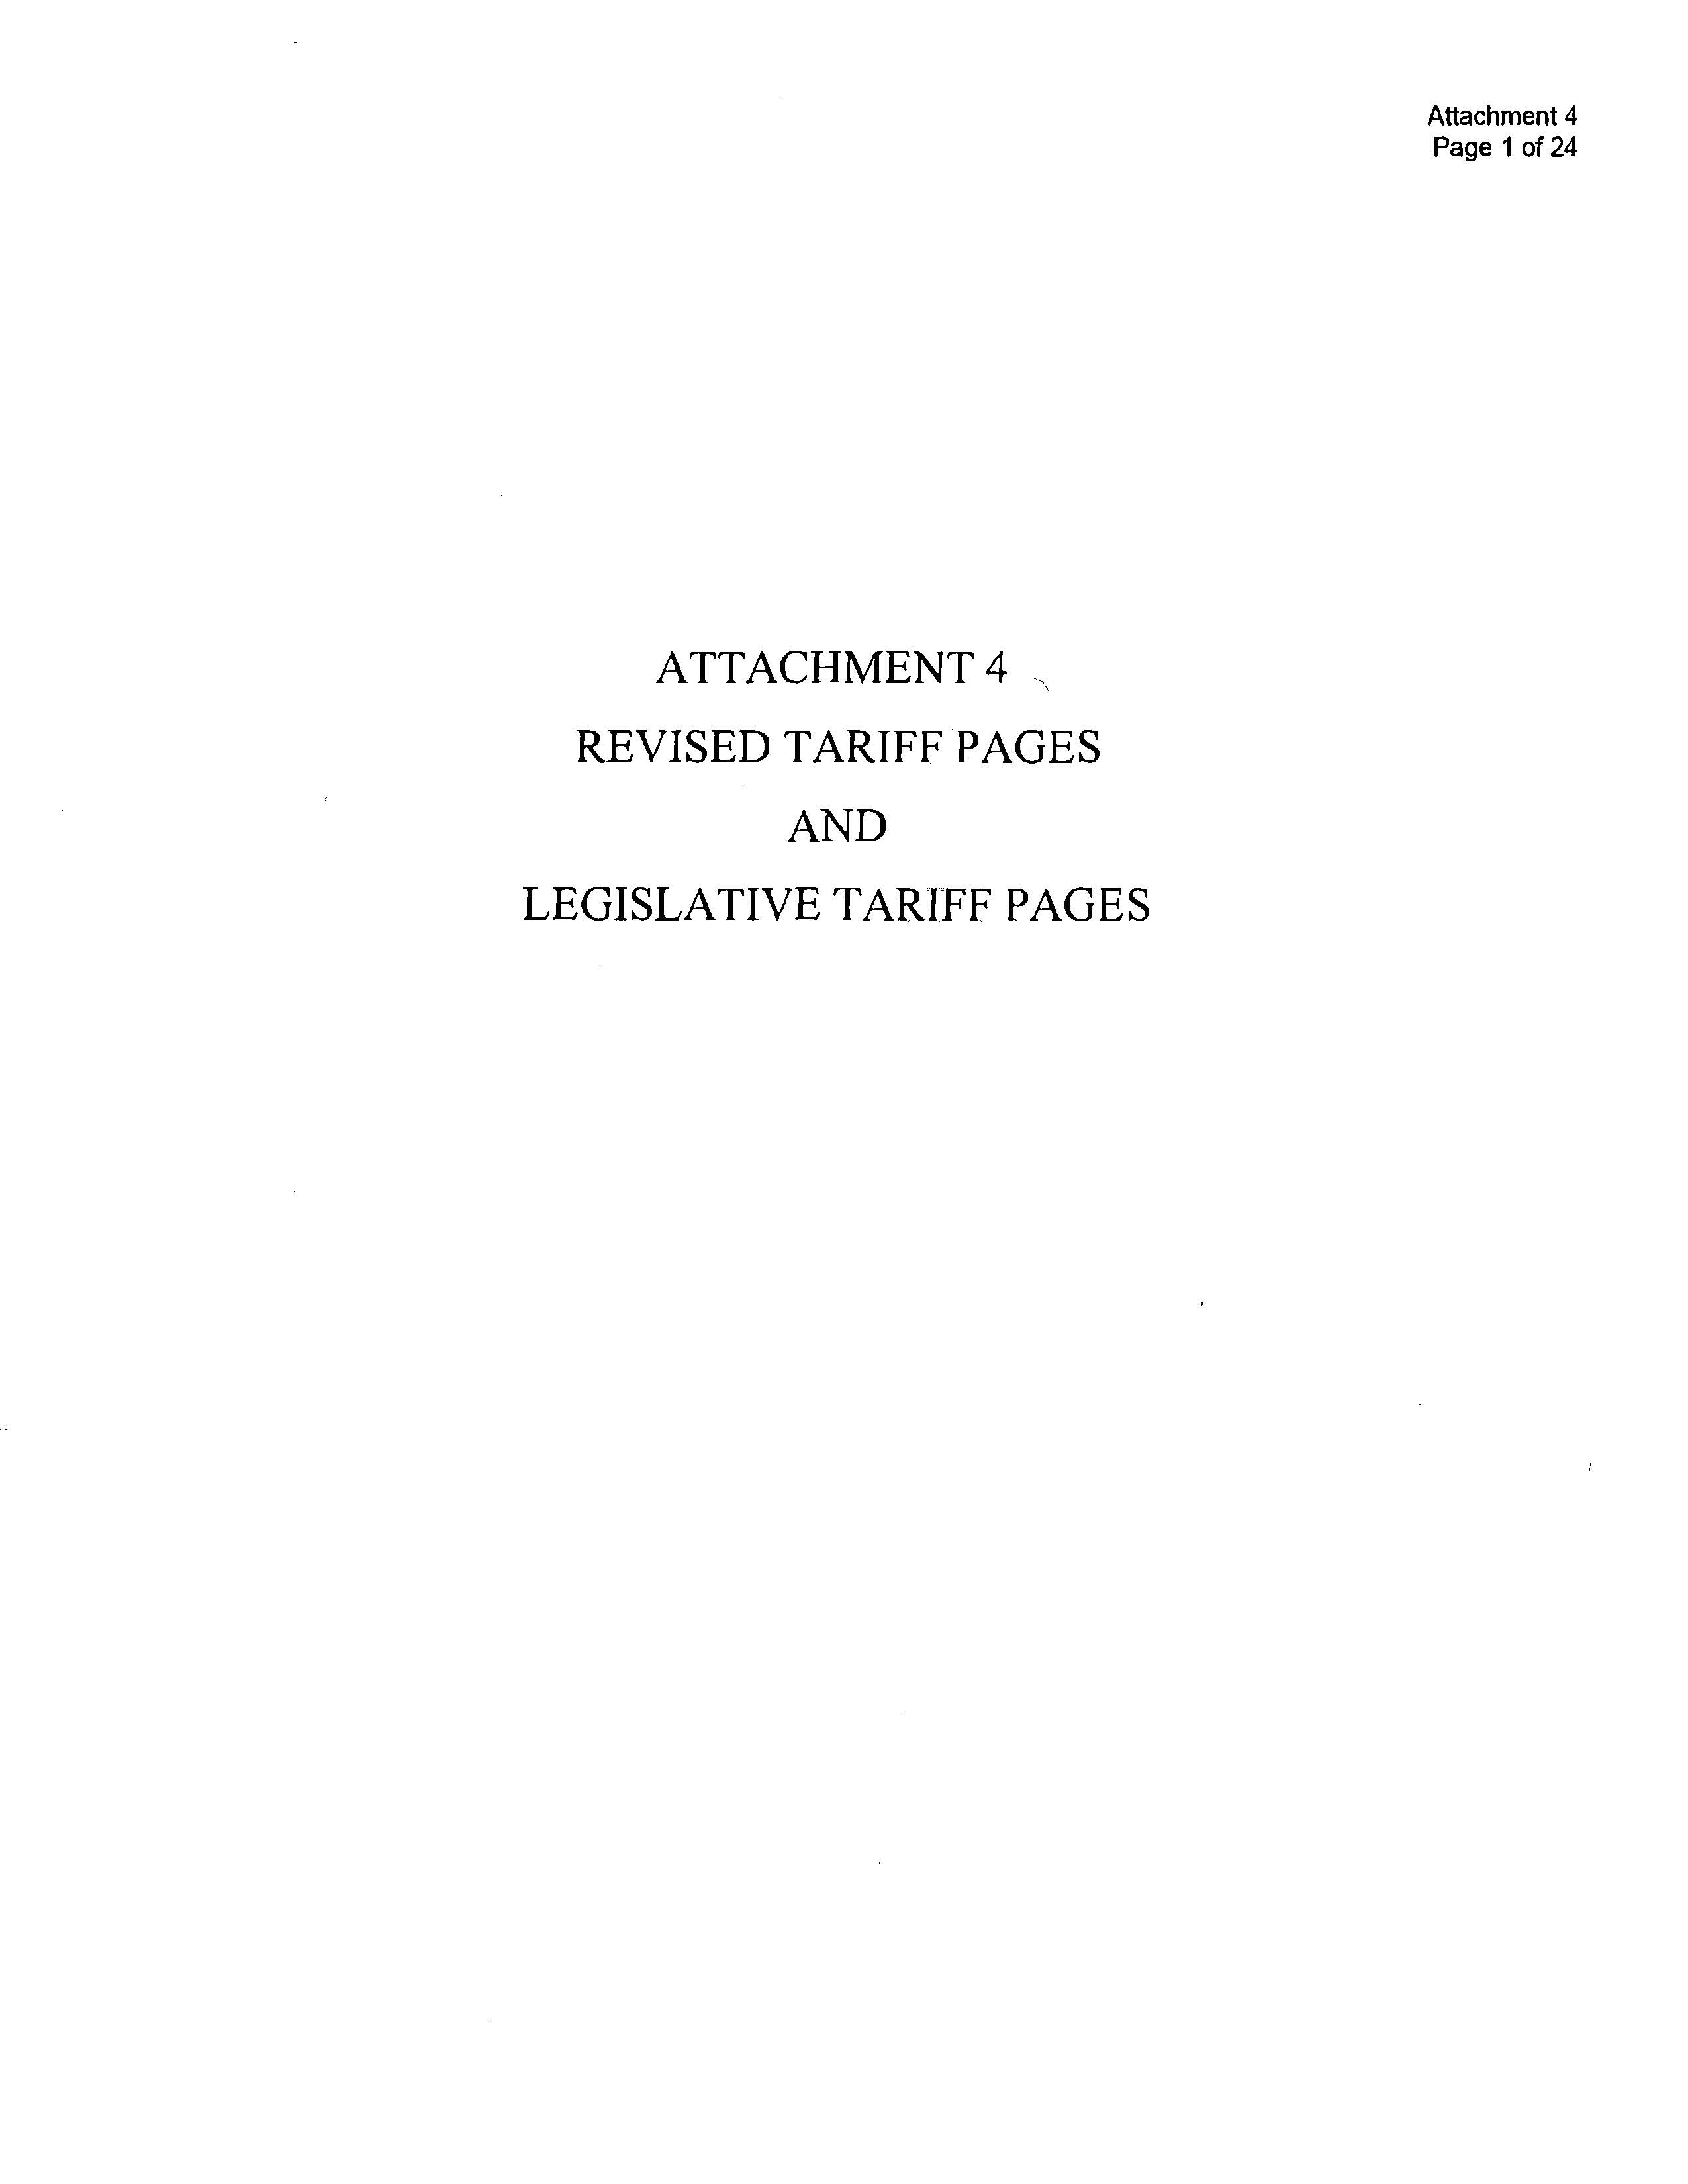 Attachment 4
Page 1 of 24
ATTACHMENT 4
REVISED TARIFF PAGES
AND
LEGISLATIVE TARIFF PAGES